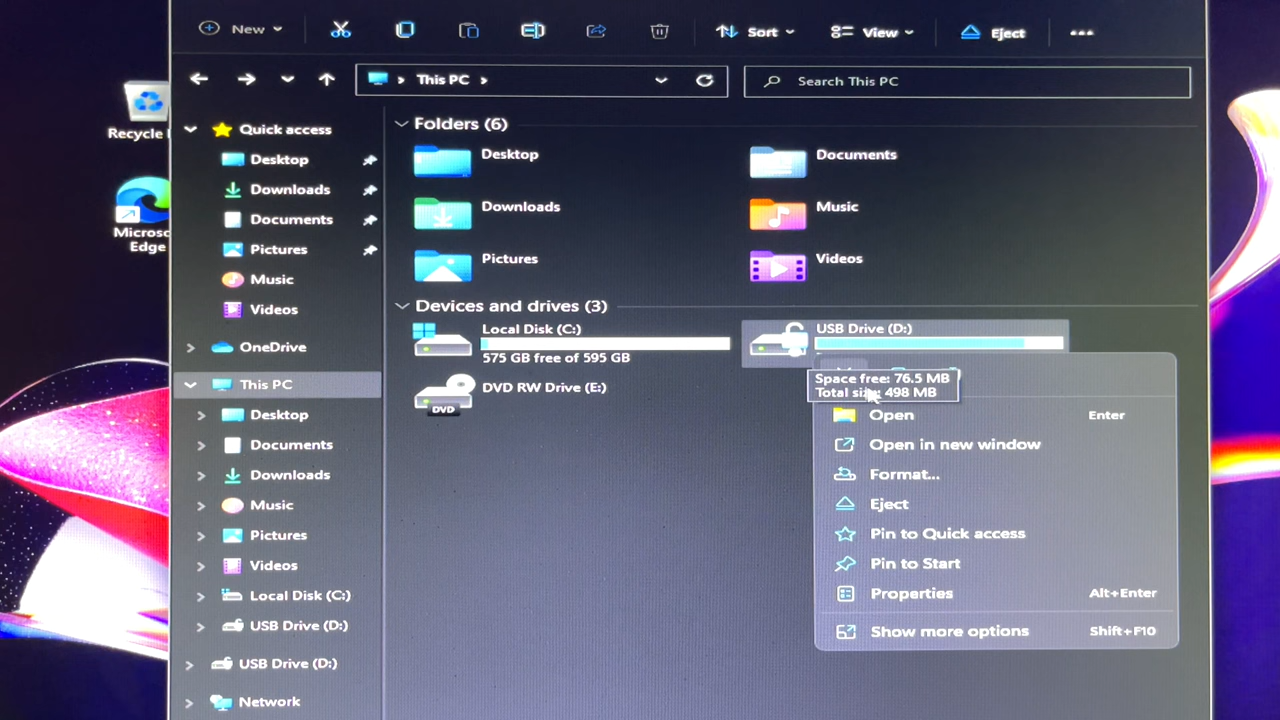 New
Sort
View
Eject
This PC
Search This PC
Recycle
Microso
Edge
Quick access
Desktop
Downloads
Documents
Pictures
Music
Videos
OneDrive
This PC
Desktop
Documents
Downloads
Music
Pictures
Videos
Local Disk (C:)
USB Drive (D:)
USB Drive (D:)
Network
Folders (6)
Desktop
Documents
Downloads
Music
Pictures
Videos
Devices and drives (3)
Local Disk (C:)
575 GB free of 595 GB
USB Drive (D:)
DVD RW Drive (E:)
DVD
Space free: 76.5 MB
Total size: 498 MB
Open Enter
Open in new window
Format...
Eject
Pin to Quick access
Pin to Start
Properties Alt+Enter
Show more options Shift+F10